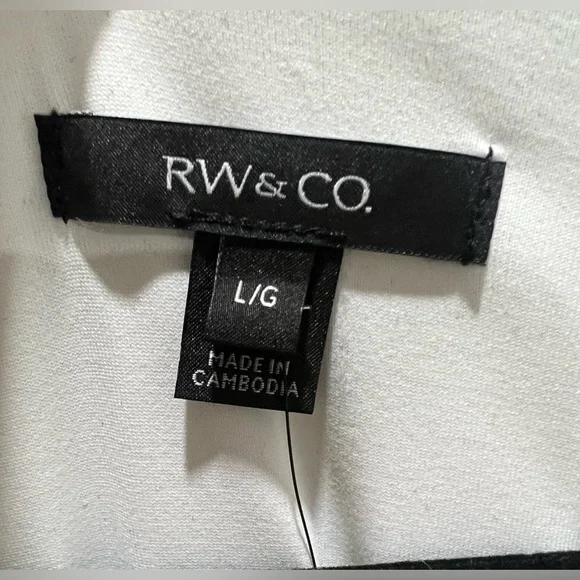 RW & CO.
L/G
MADE IN
CAMBODIA